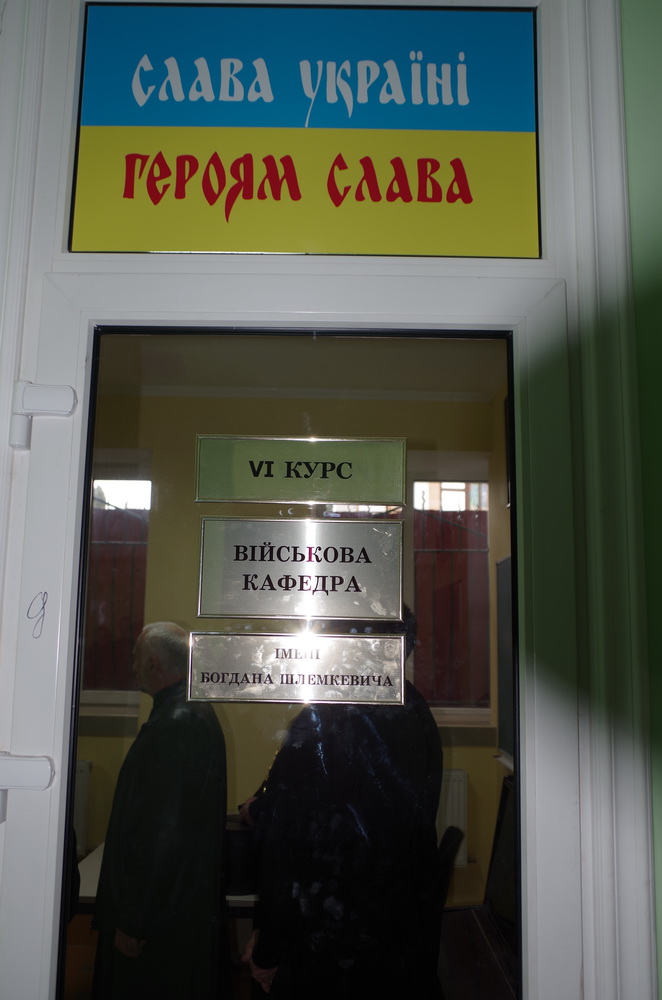 СЛАВА УКРАЇНІ
ГЕРОЯМ СЛАВА
VI КУРС
ВІЙСЬКОВА
КАФЕДРА
ІМЕНІ
БОГДАНА ШЛЕМКЕВИЧА